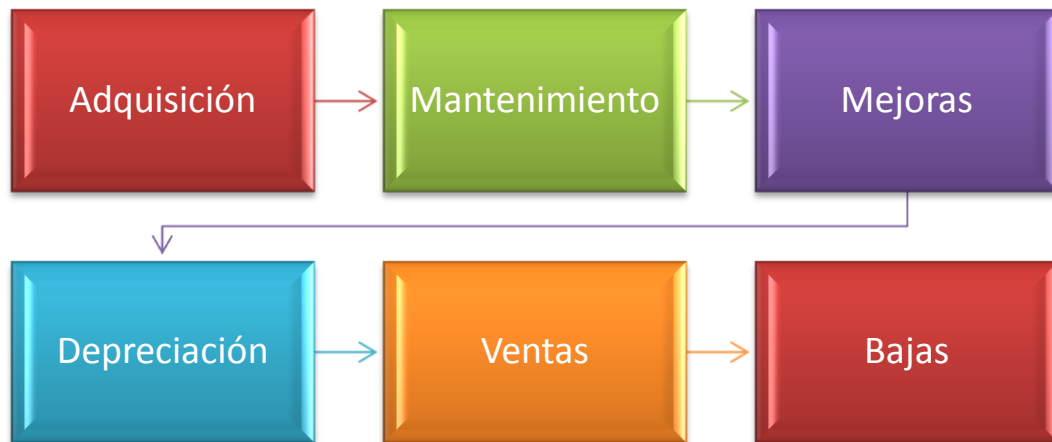 Adquisición
Mantenimiento
Mejoras
Depreciación
Ventas
Bajas